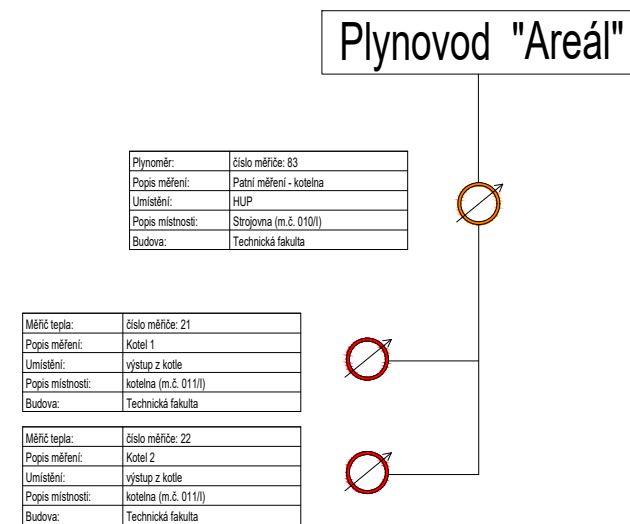 Plynovod "Areál"
Plynoměr: číslo měřiče: 83
Popis měření: Patní měření - kotelna
Umístění: HUP
Popis místnosti: Strojovna (m.č. 010/I)
Budova: Technická fakulta
Měřič tepla: číslo měřiče: 21
Popis měření: Kotel 1
Umístění: výstup z kotle
Popis místnosti: kotelna (m.č. 011/I)
Budova: Technická fakulta
Měřič tepla: číslo měřiče: 22
Popis měření: Kotel 2
Umístění: výstup z kotle
Popis místnosti: kotelna (m.č. 011/I)
Budova: Technická fakulta